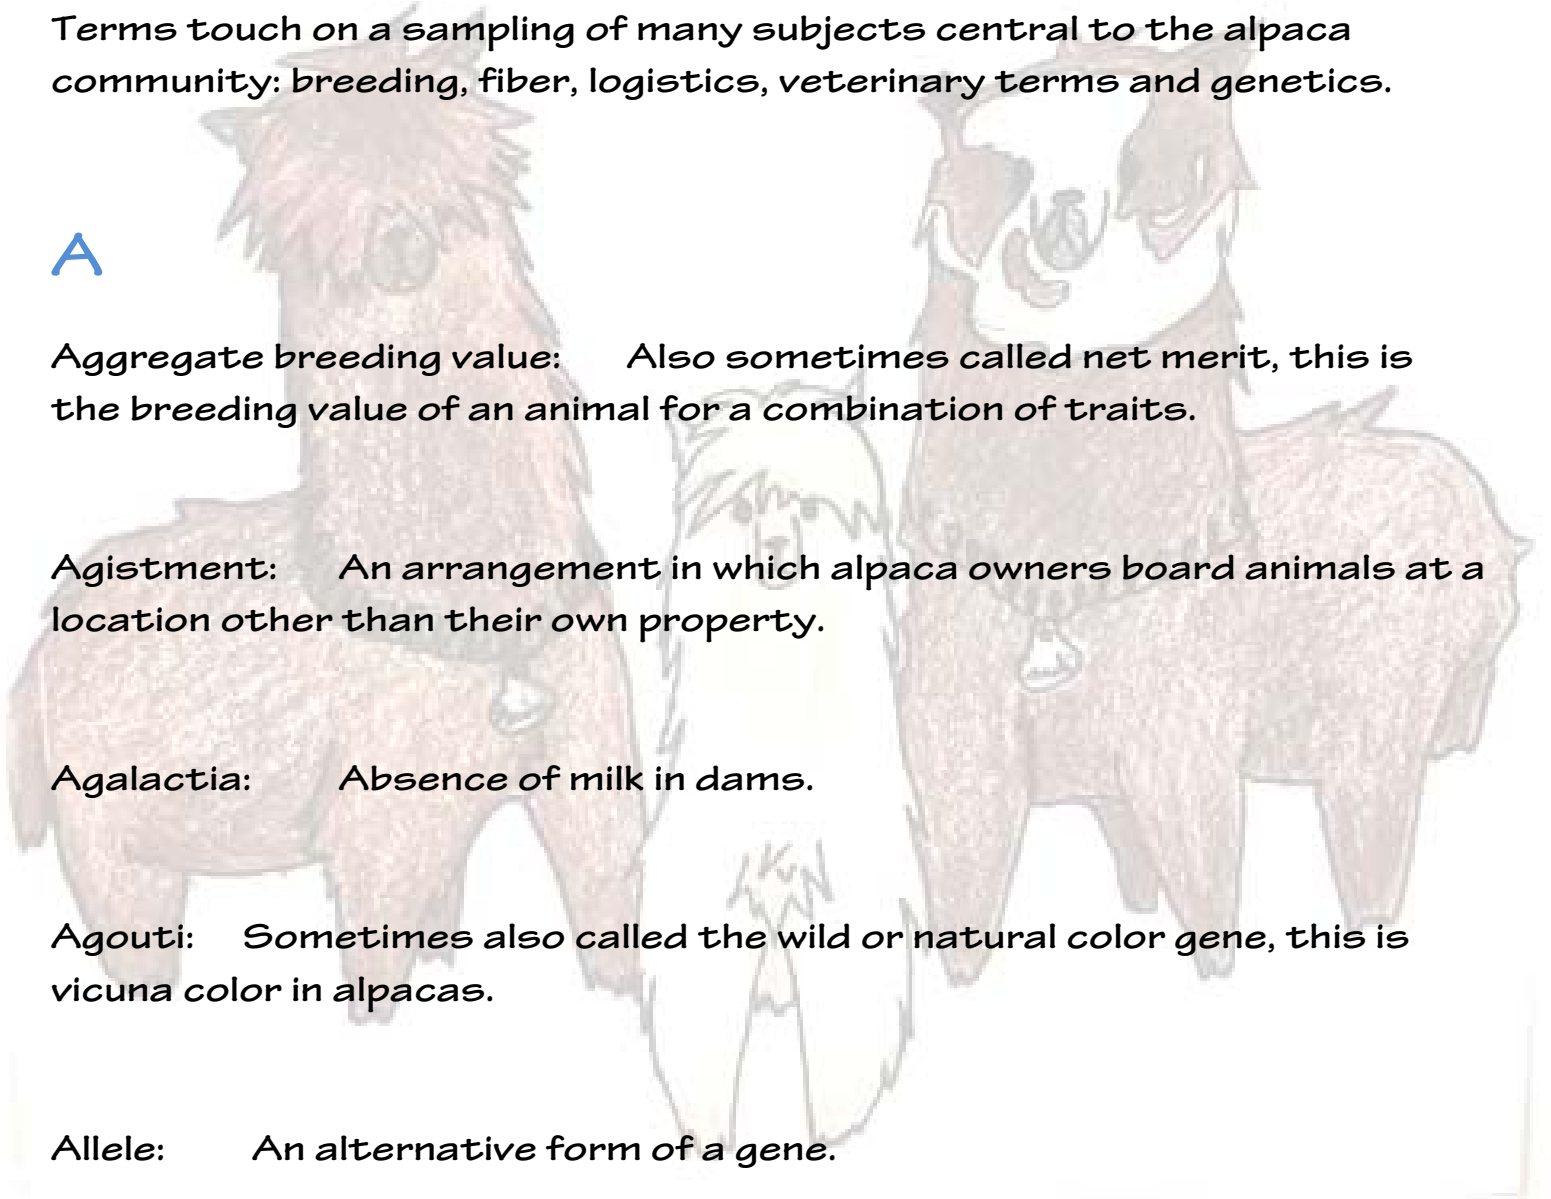 Terms touch on a sampling of many subjects central to the alpaca
community: breeding, fiber, logistics, veterinary terms and genetics.
A
Aggregate breeding value: Also sometimes called net merit, this is
the breeding value of an animal for a combination of traits.
Agistment: An arrangement in which alpaca owners board animals at a
location other than their own property.
Agalactia: Absence of milk in dams.
Agouti: Sometimes also called the wild or natural color gene, this is
vicuna color in alpacas.
Allele: An alternative form of a gene.